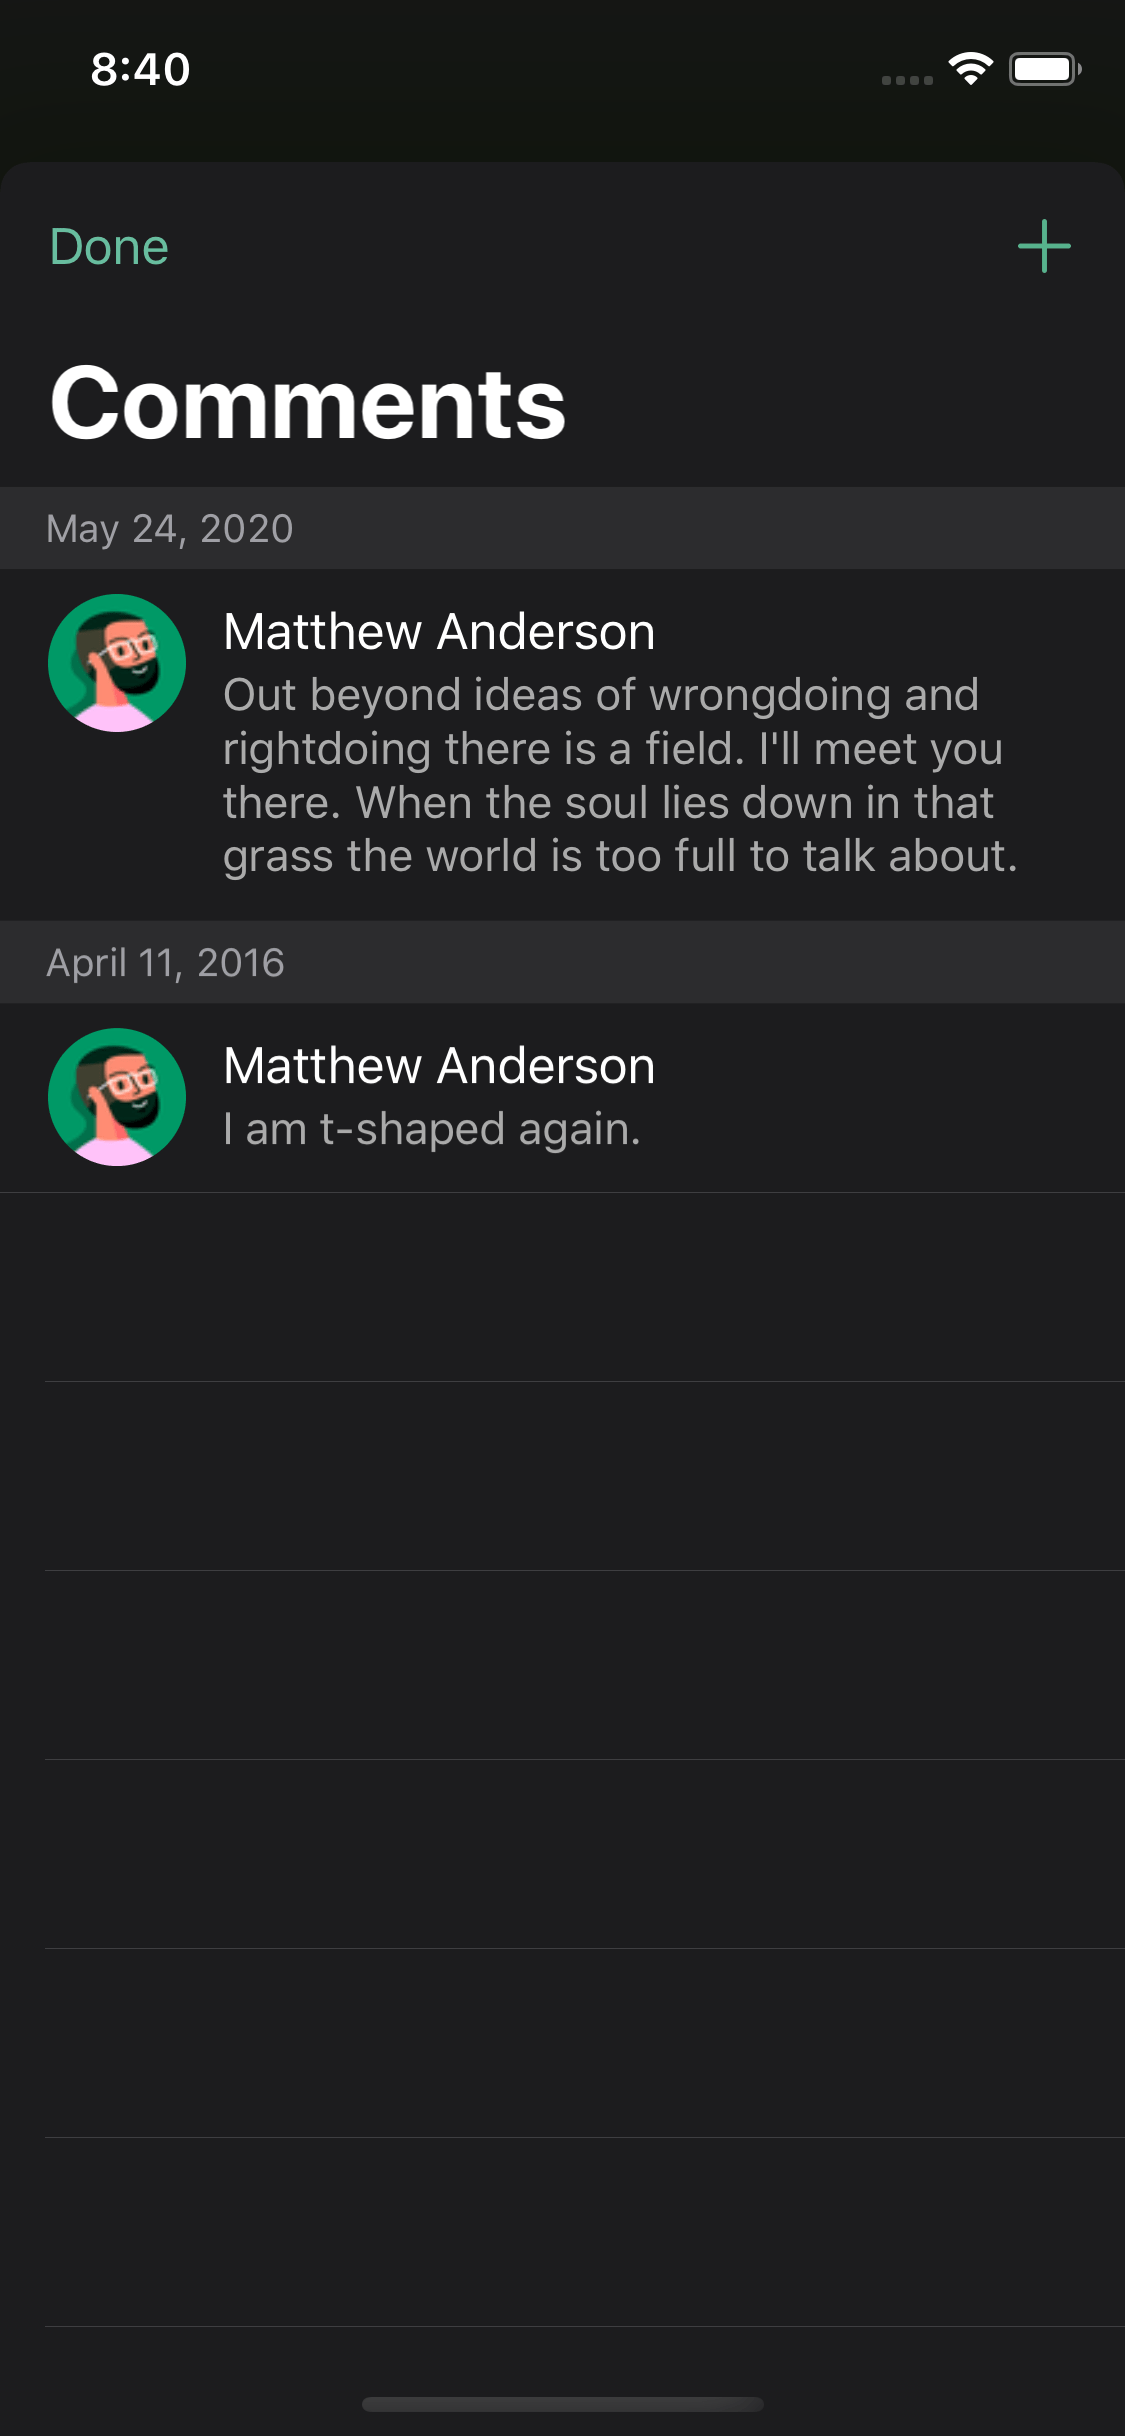 8:40
Done
Comments
May 24, 2020
Matthew Anderson
Out beyond ideas of wrongdoing and
rightdoing there is a field. I'll meet you
there. When the soul lies down in that
grass the world is too full to talk about.
April 11, 2016
Matthew Anderson
I am t-shaped again.